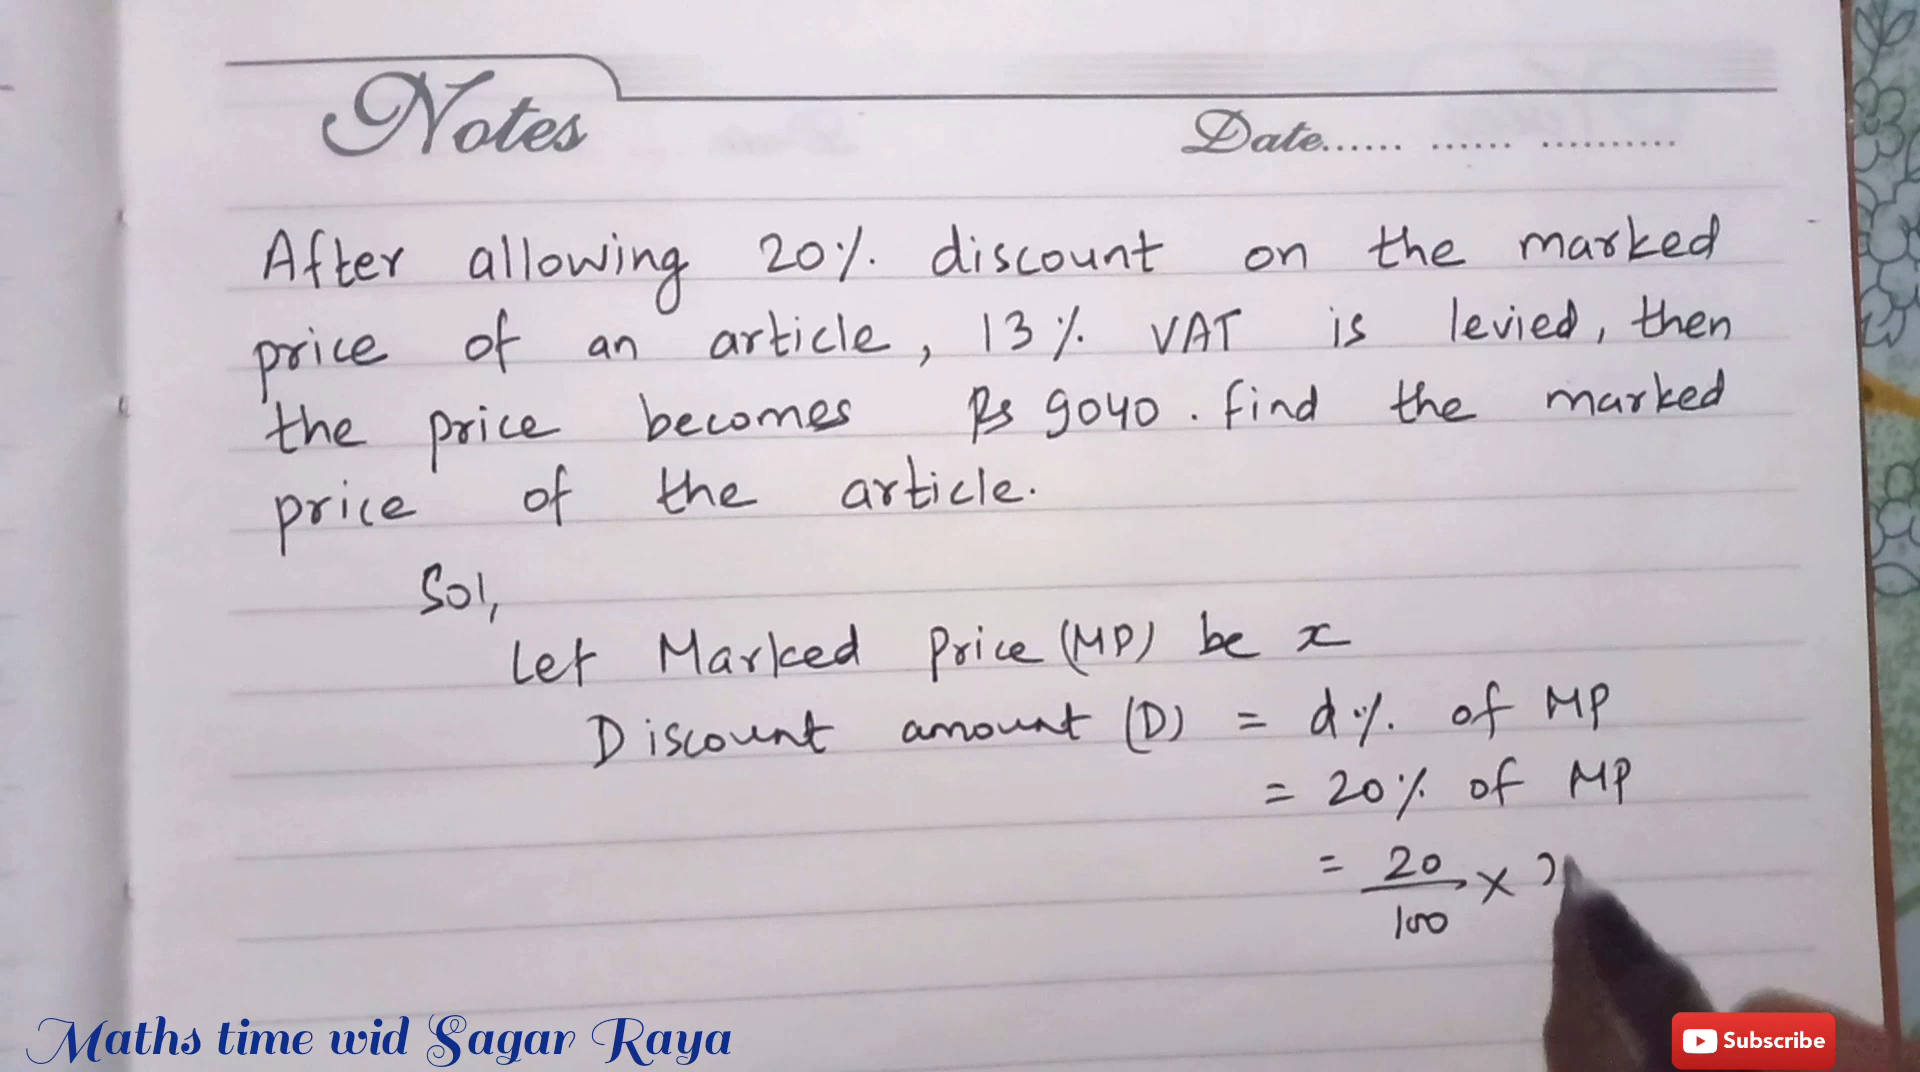 Notes
Date...... ...... ..........
After allowing 20% discount on the marked
price of an article, 13% VAT is levied, then
the price becomes Rs 9040. find the marked
price of the article.
Sol,
Let Marked Price (MP) be x
Discount amount (D) = d% of MP
= 20% of MP
= 20/100 ×
Maths time wid Sagar Raya
Subscribe